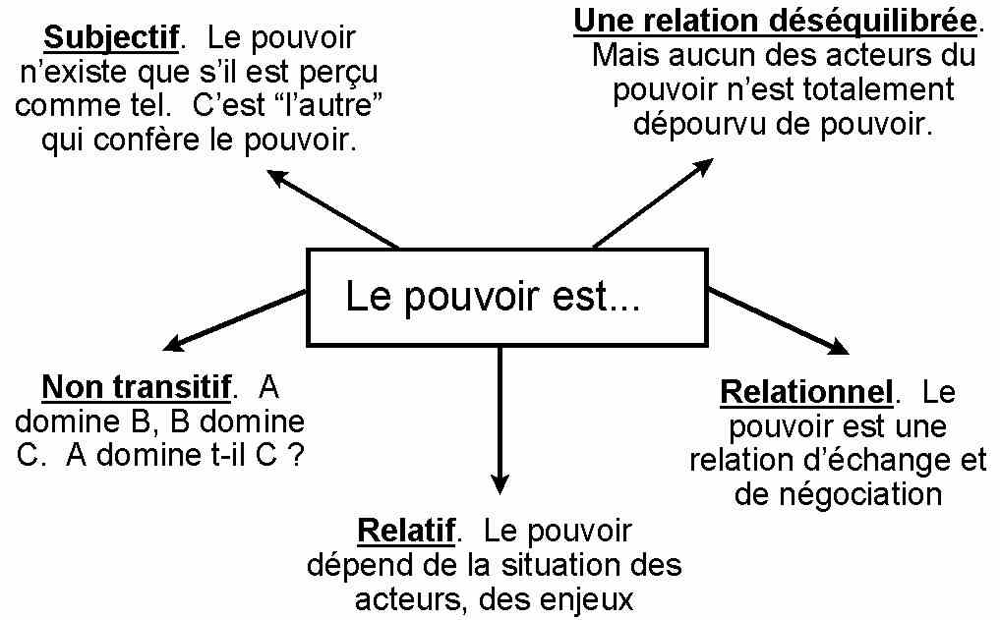 Subjectif.  Le pouvoir
n’existe que s’il est perçu
comme tel.  C’est “l’autre”
qui confère le pouvoir.
Une relation déséquilibrée.
Mais aucun des acteurs du
pouvoir n’est totalement
dépourvu de pouvoir.
Le pouvoir est...
Non transitif.  A
domine B, B domine
C.  A domine t-il C ?
Relationnel.  Le
pouvoir est une
relation d’échange et
de négociation
Relatif.  Le pouvoir
dépend de la situation des
acteurs, des enjeux